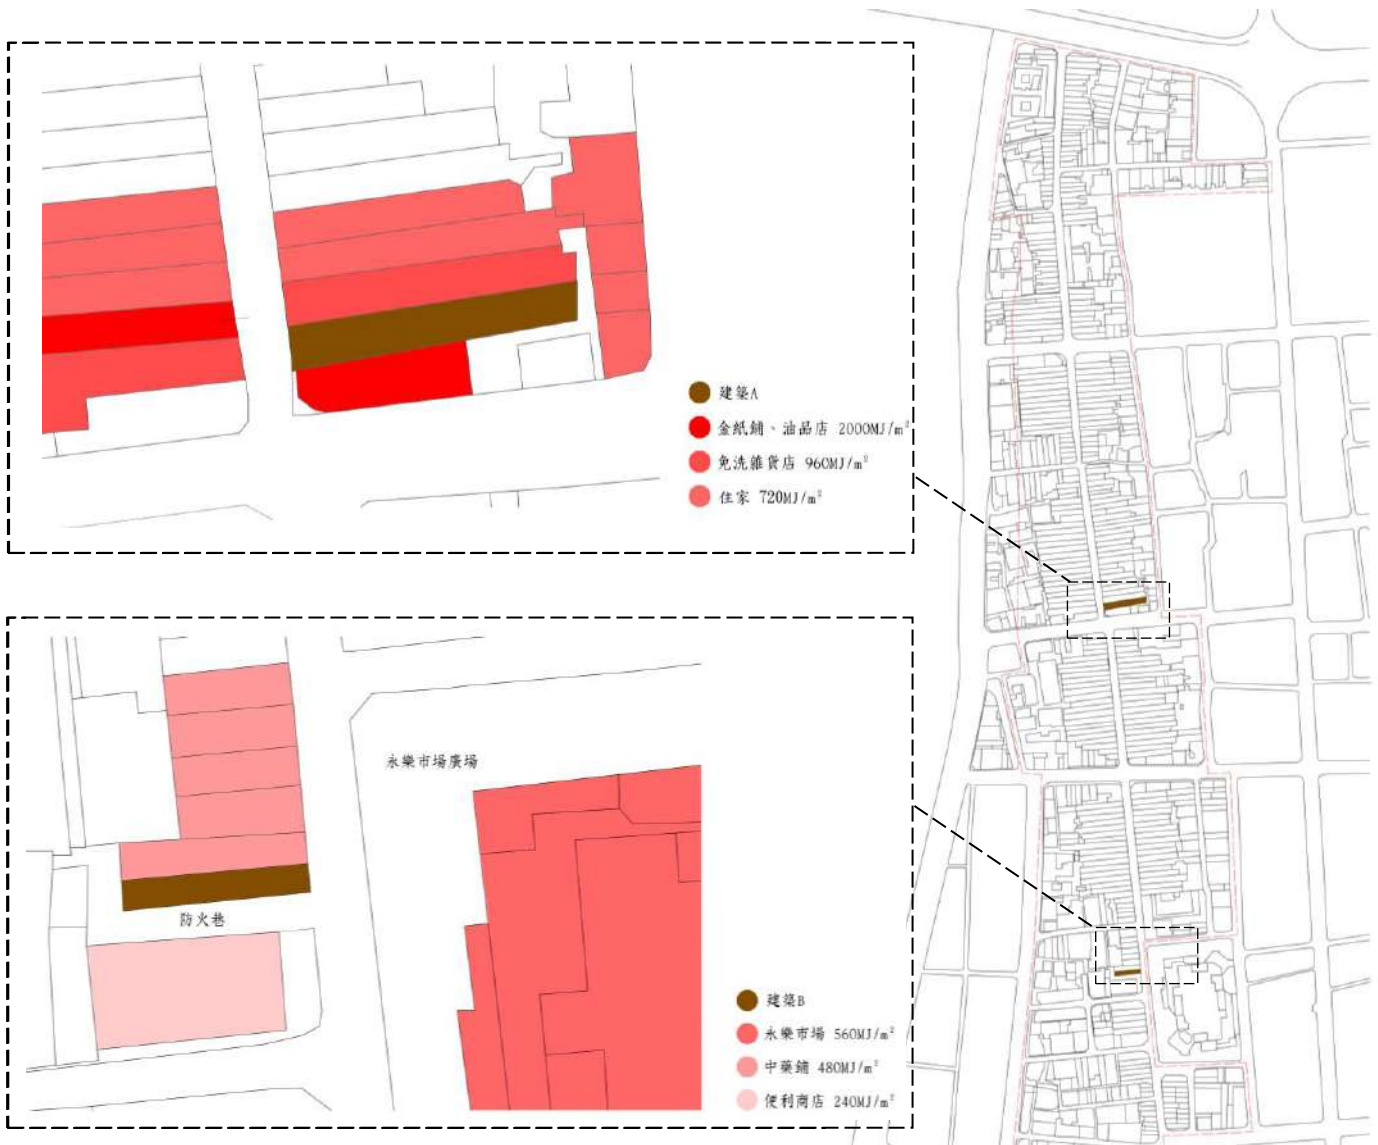 建築A
金紙鋪、油品店 2000MJ/m²
免洗雜貨店 960MJ/m²
住家 720MJ/m²
永樂市場廣場
防火巷
建築B
永樂市場 560MJ/m²
中藥鋪 480MJ/m²
便利商店 240MJ/m²